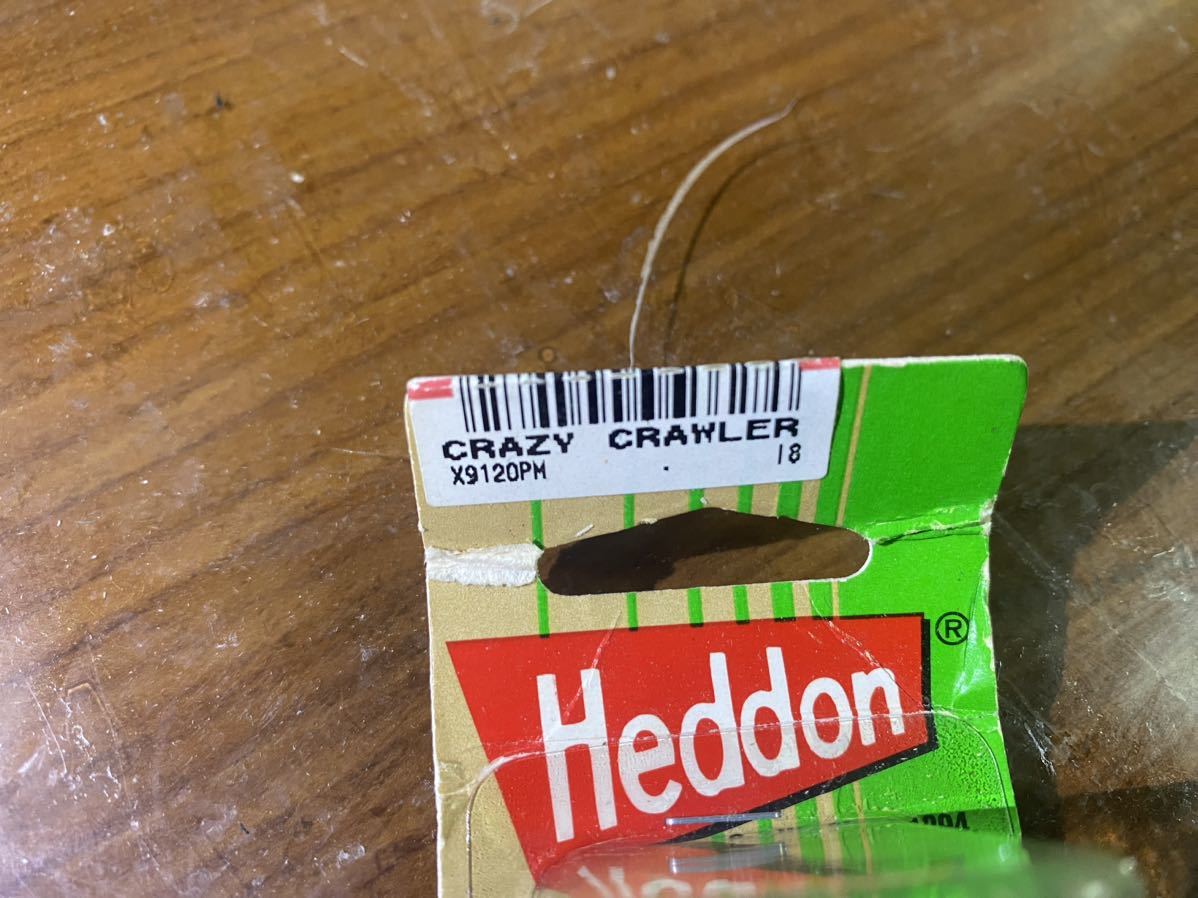 CRAZY CRAWLER
X9120PM 18
Heddon®